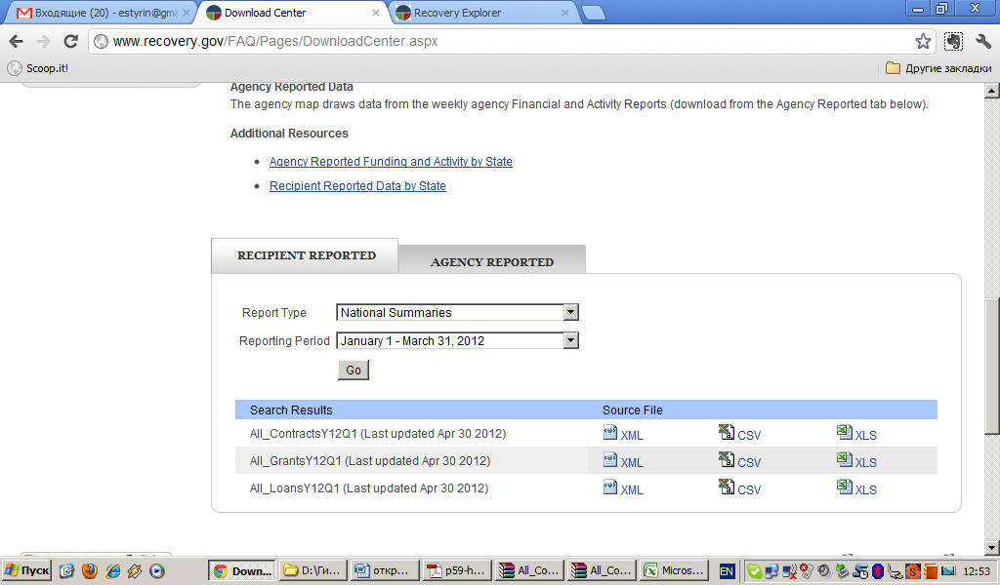 Входящие (20) - estyrin@gma
Download Center
Recovery Explorer
www.recovery.gov/FAQ/Pages/DownloadCenter.aspx
Scoop.it!
Другие закладки
Agency Reported Data
The agency map draws data from the weekly agency Financial and Activity Reports (download from the Agency Reported tab below).
Additional Resources
Agency Reported Funding and Activity by State
Recipient Reported Data by State
RECIPIENT REPORTED
AGENCY REPORTED
Report Type National Summaries
Reporting Period January 1 - March 31, 2012
Go
Search Results Source File
All_ContractsY12Q1 (Last updated Apr 30 2012) XML CSV XLS
All_GrantsY12Q1 (Last updated Apr 30 2012) XML CSV XLS
All_LoansY12Q1 (Last updated Apr 30 2012) XML CSV XLS
Пуск Down... D:\Ги... откр... p59-h... All_Co... All_Co... Micros... EN 12:53